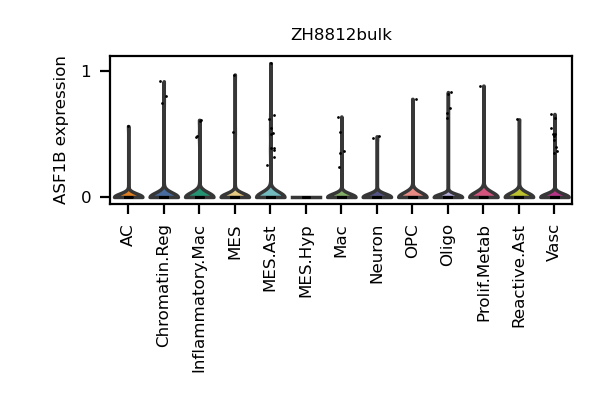 ZH8812bulk
ASF1B expression
1
0
AC
Chromatin.Reg
Inflammatory.Mac
MES
MES.Ast
MES.Hyp
Mac
Neuron
OPC
Oligo
Prolif.Metab
Reactive.Ast
Vasc